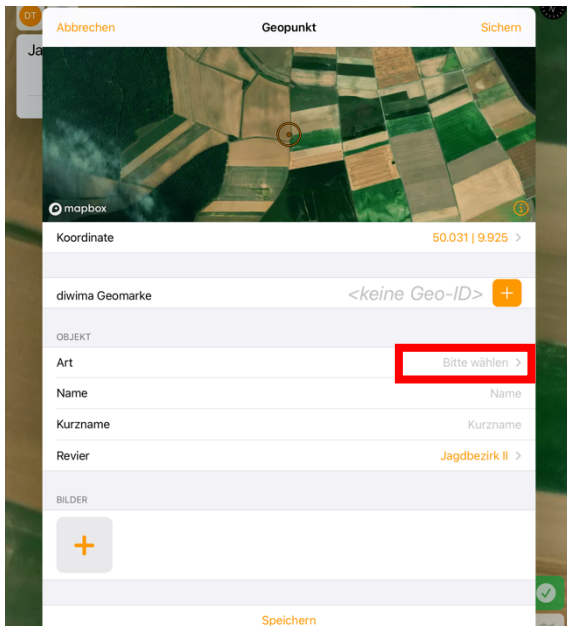 DT
Abbrechen Geopunkt Sichern
N
Ja
mapbox
Koordinate 50.031 | 9.925
diwima Geomarke <keine Geo-ID>
OBJEKT
Art Bitte wählen
Name Name
Kurzname Kurzname
Revier Jagdbezirk II
BILDER
Speichern